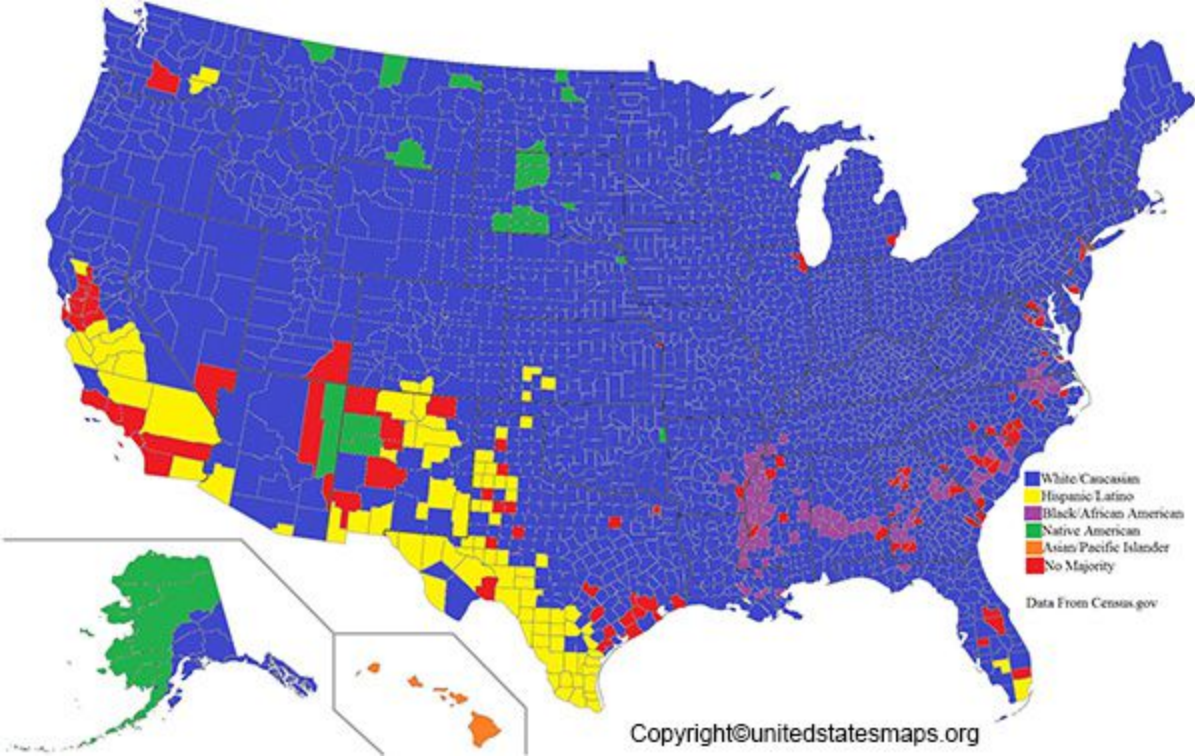 White/Caucasian
Hispanic/Latino
Black/African American
Native American
Asian/Pacific Islander
No Majority
Data From Census.gov
Copyright©unitedstatesmaps.org